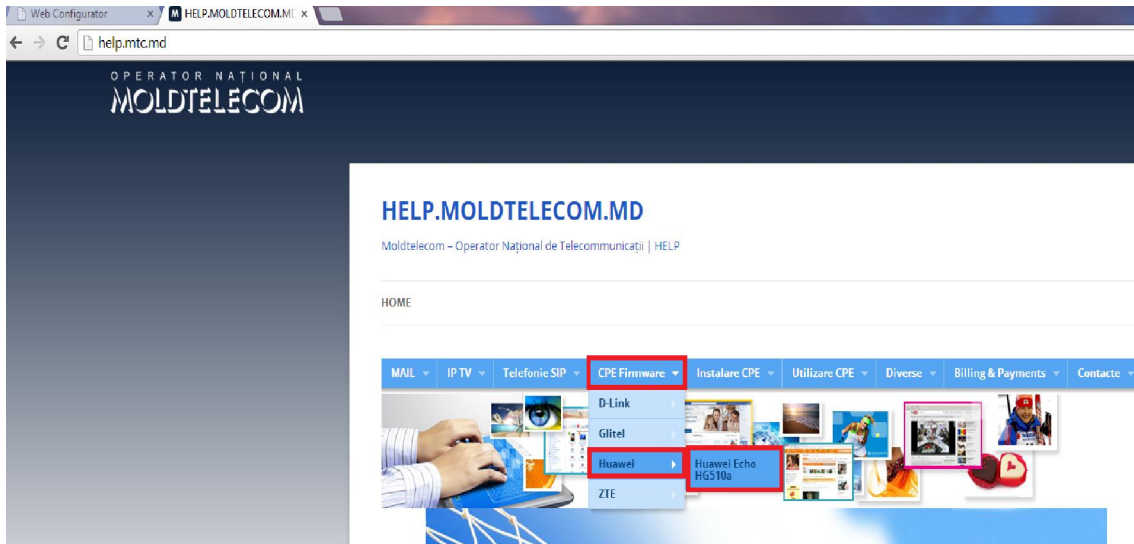 Web Configurator
HELP.MOLDTELECOM.MD
help.mtc.md
OPERATOR NAȚIONAL
MOLDTELECOM
HELP.MOLDTELECOM.MD
Moldtelecom – Operator Național de Telecommunicații | HELP
HOME
MAIL IP TV Telefonie SIP CPE Firmware Instalare CPE Utilizare CPE Diverse Billing & Payments Contacte
D-Link
Glitel
Huawei
Huawei Echo
HG510a
ZTE